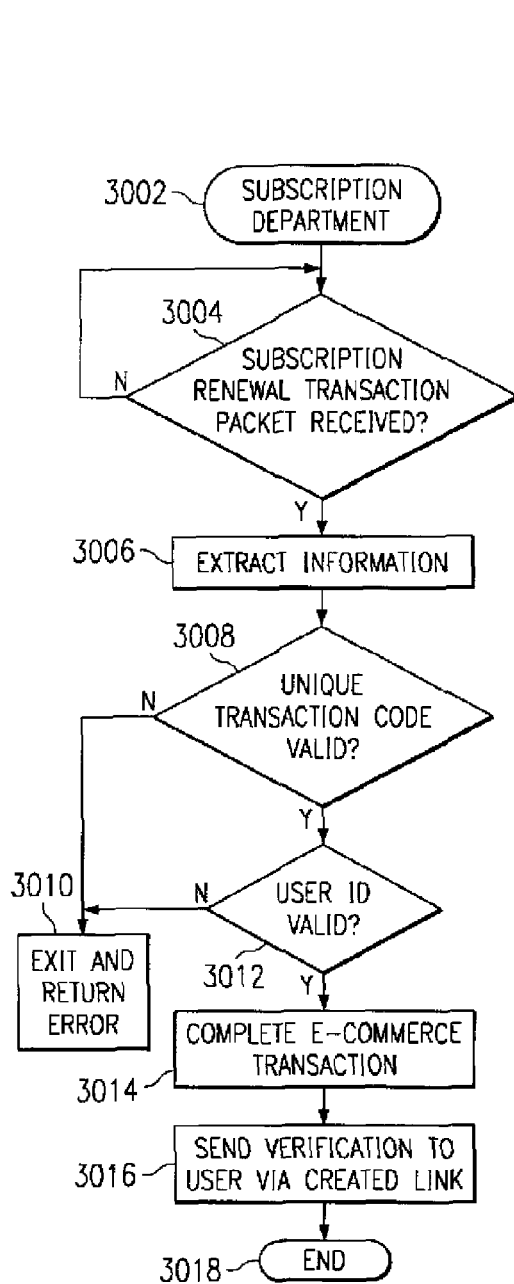 3002
SUBSCRIPTION
DEPARTMENT
3004
SUBSCRIPTION
RENEWAL TRANSACTION
PACKET RECEIVED?
N
Y
3006
EXTRACT INFORMATION
3008
UNIQUE
TRANSACTION CODE
VALID?
N
Y
3010
EXIT AND
RETURN
ERROR
N
USER ID
VALID?
3012
Y
COMPLETE E-COMMERCE
TRANSACTION
3014
SEND VERIFICATION TO
USER VIA CREATED LINK
3016
END
3018